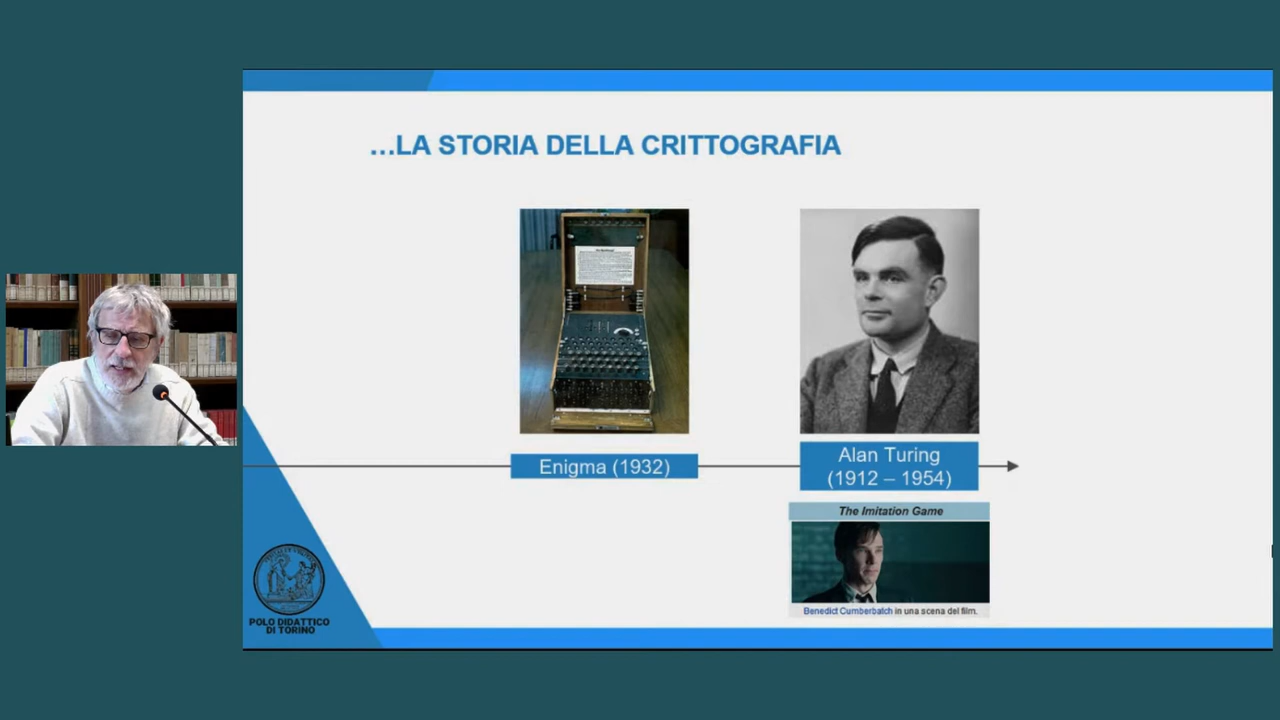 ...LA STORIA DELLA CRITTOGRAFIA
Enigma (1932)
Alan Turing
(1912 – 1954)
The Imitation Game
Benedict Cumberbatch in una scena del film.
POLO DIDATTICO
DI TORINO